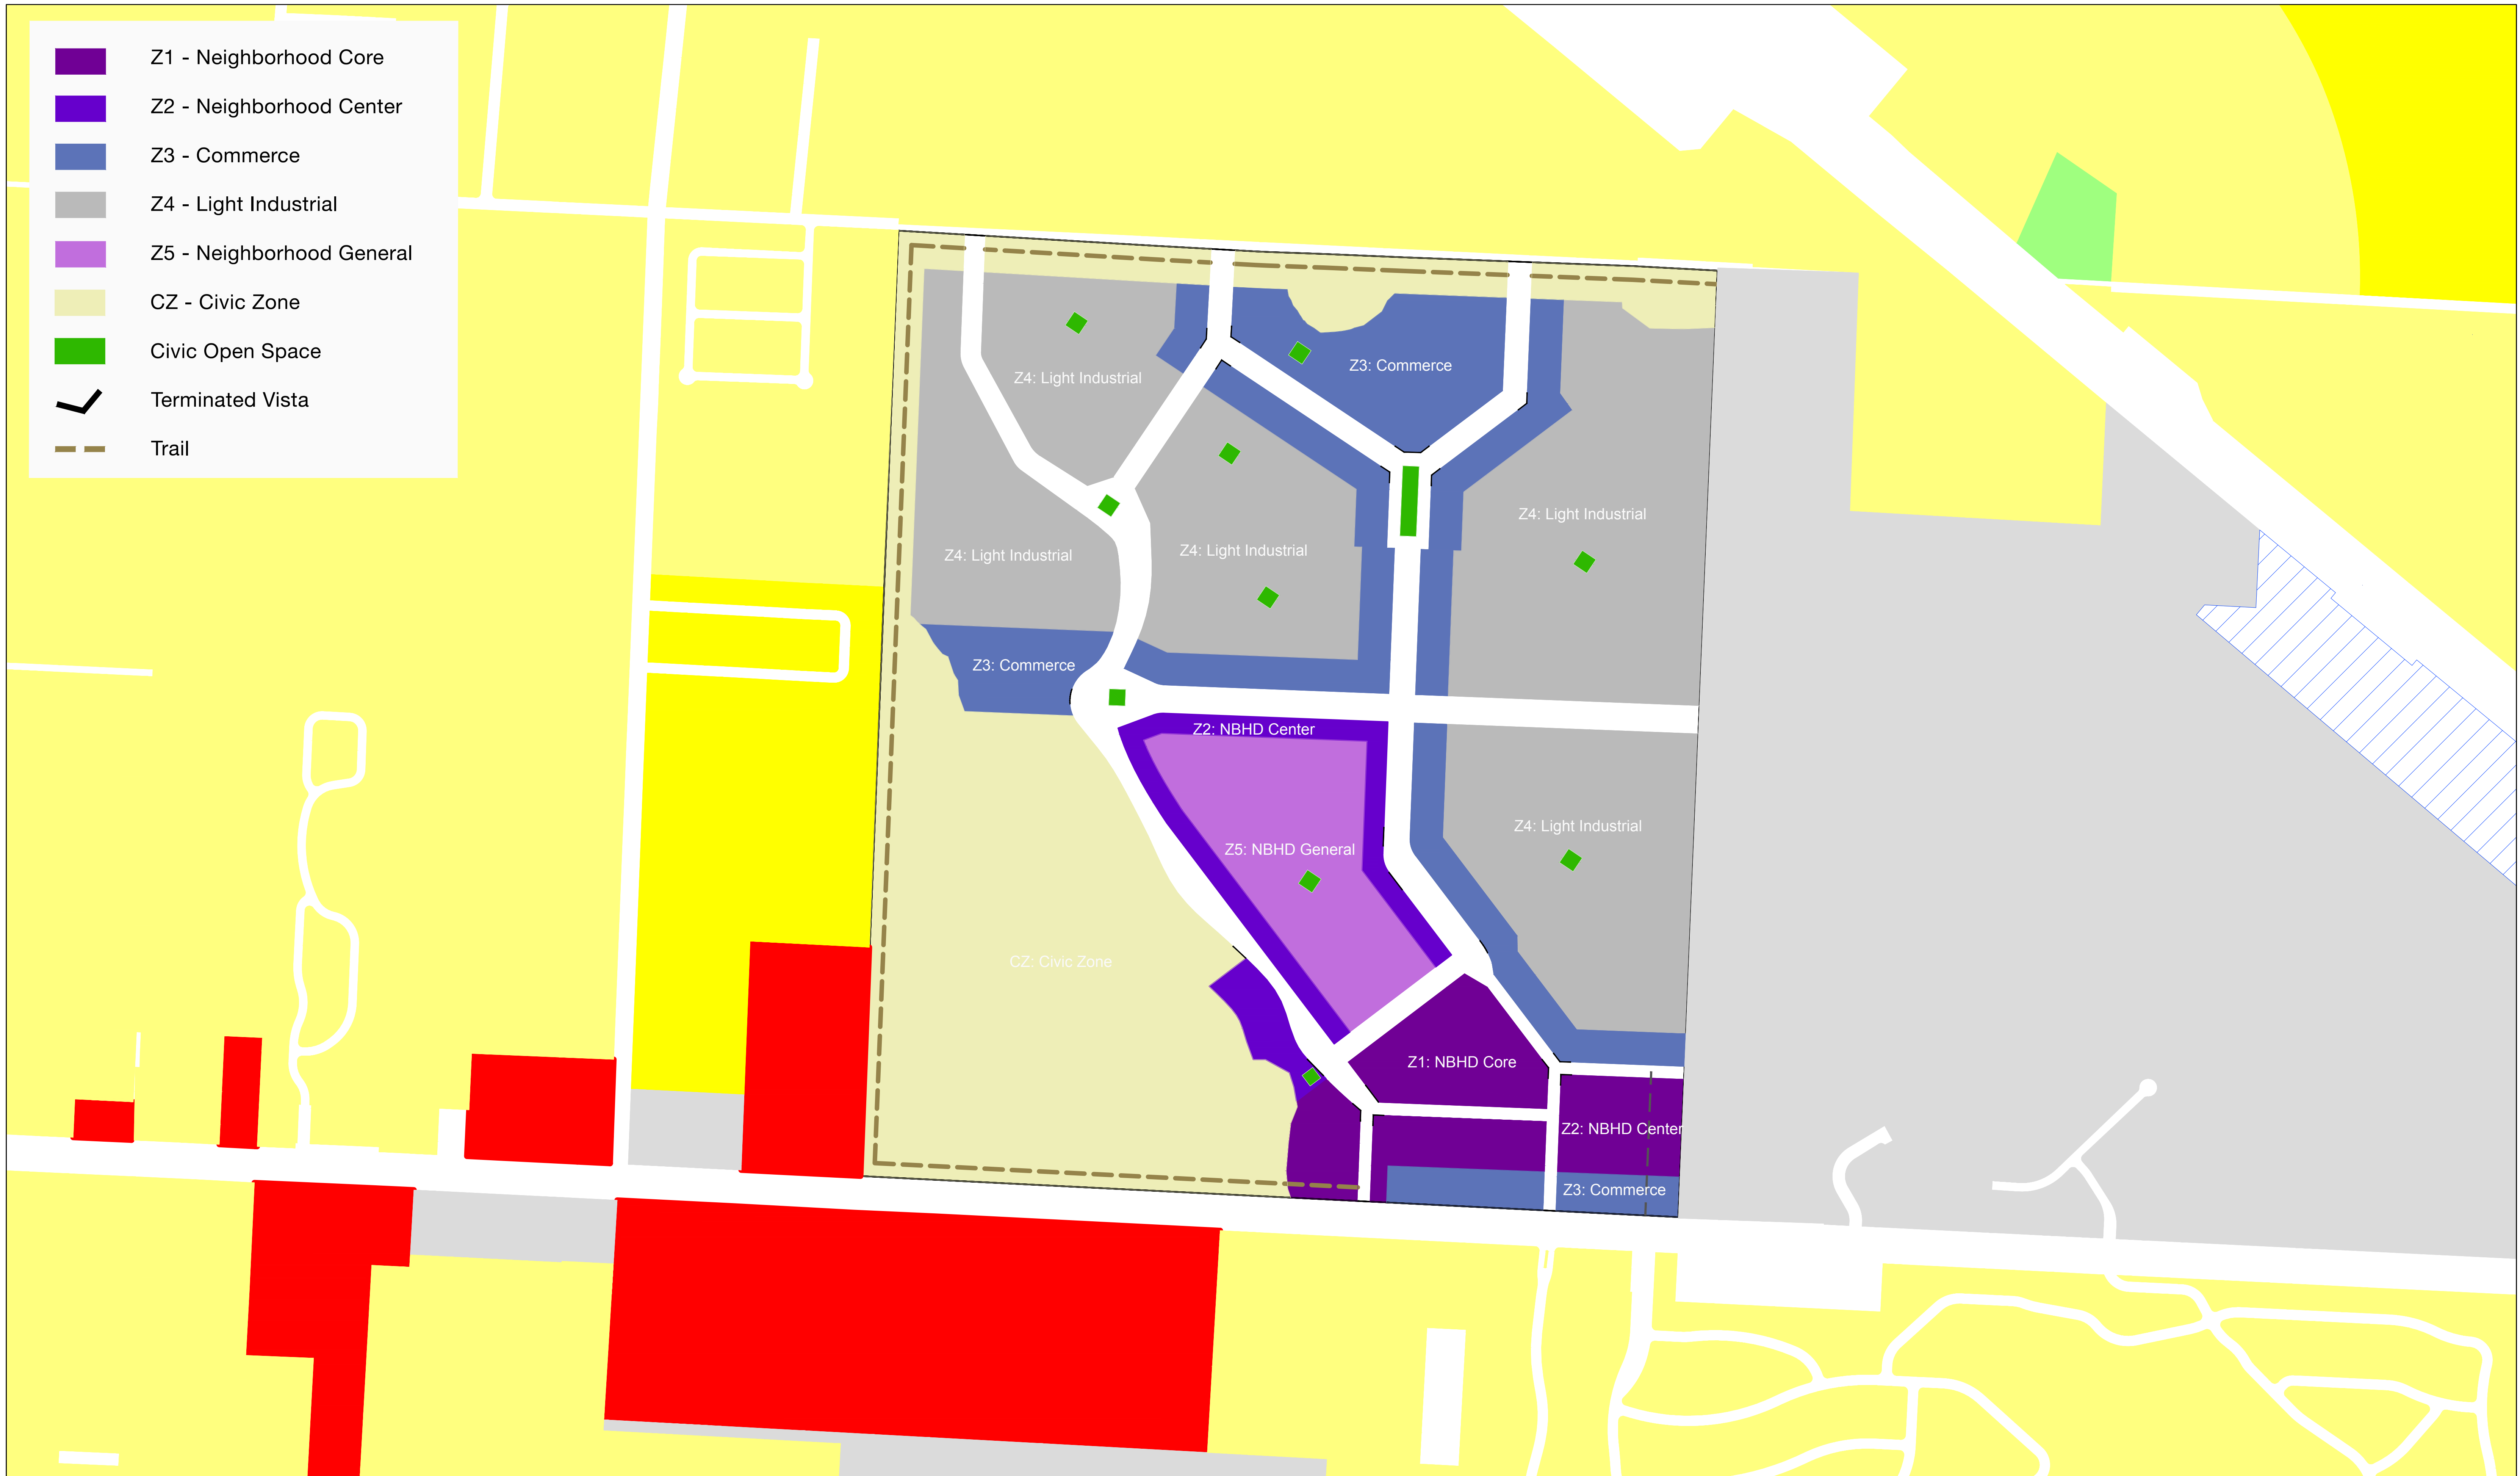 Z1 - Neighborhood Core
Z2 - Neighborhood Center
Z3 - Commerce
Z4 - Light Industrial
Z5 - Neighborhood General
CZ - Civic Zone
Civic Open Space
Terminated Vista
Trail
Z3: Commerce
Z4: Light Industrial
Z4: Light Industrial
Z4: Light Industrial
Z4: Light Industrial
Z3: Commerce
Z2: NBHD Center
Z4: Light Industrial
Z5: NBHD General
CZ: Civic Zone
Z1: NBHD Core
Z2: NBHD Center
Z3: Commerce